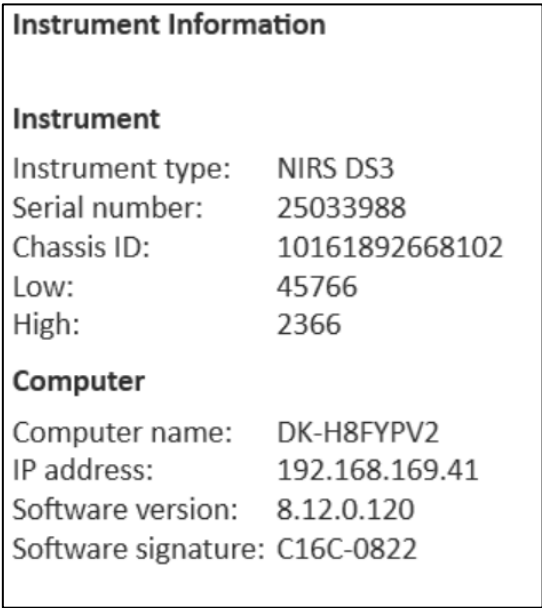 Instrument Information
Instrument
Instrument type: NIRS DS3
Serial number: 25033988
Chassis ID: 10161892668102
Low: 45766
High: 2366
Computer
Computer name: DK-H8FYPV2
IP address: 192.168.169.41
Software version: 8.12.0.120
Software signature: C16C-0822